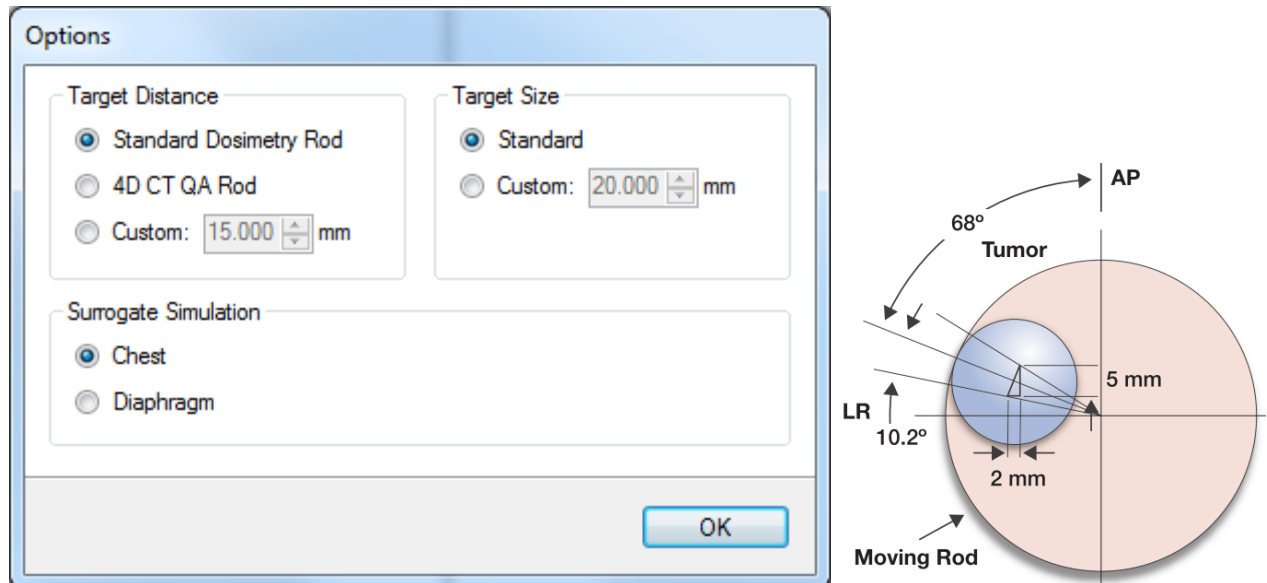 Options
Target Distance
Standard Dosimetry Rod
4D CT QA Rod
Custom: 15.000 mm
Target Size
Standard
Custom: 20.000 mm
Surrogate Simulation
Chest
Diaphragm
OK
AP
68º
Tumor
5 mm
LR
10.2º
2 mm
Moving Rod